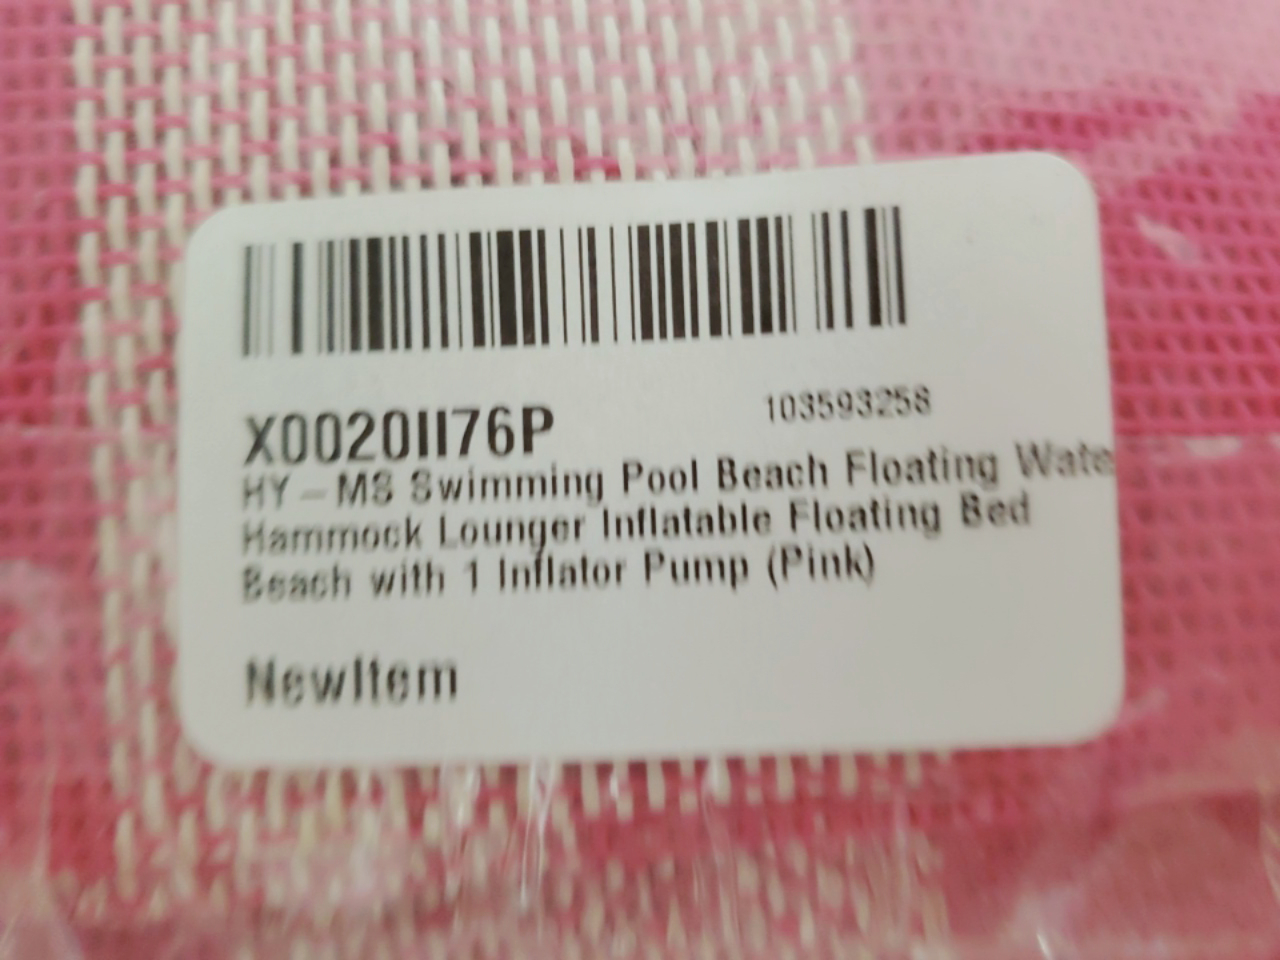 X0020II76P
103593258
HY-MS Swimming Pool Beach Floating Wate
Hammock Lounger Inflatable Floating Bed
Beach with 1 Inflator Pump (Pink)
NewItem